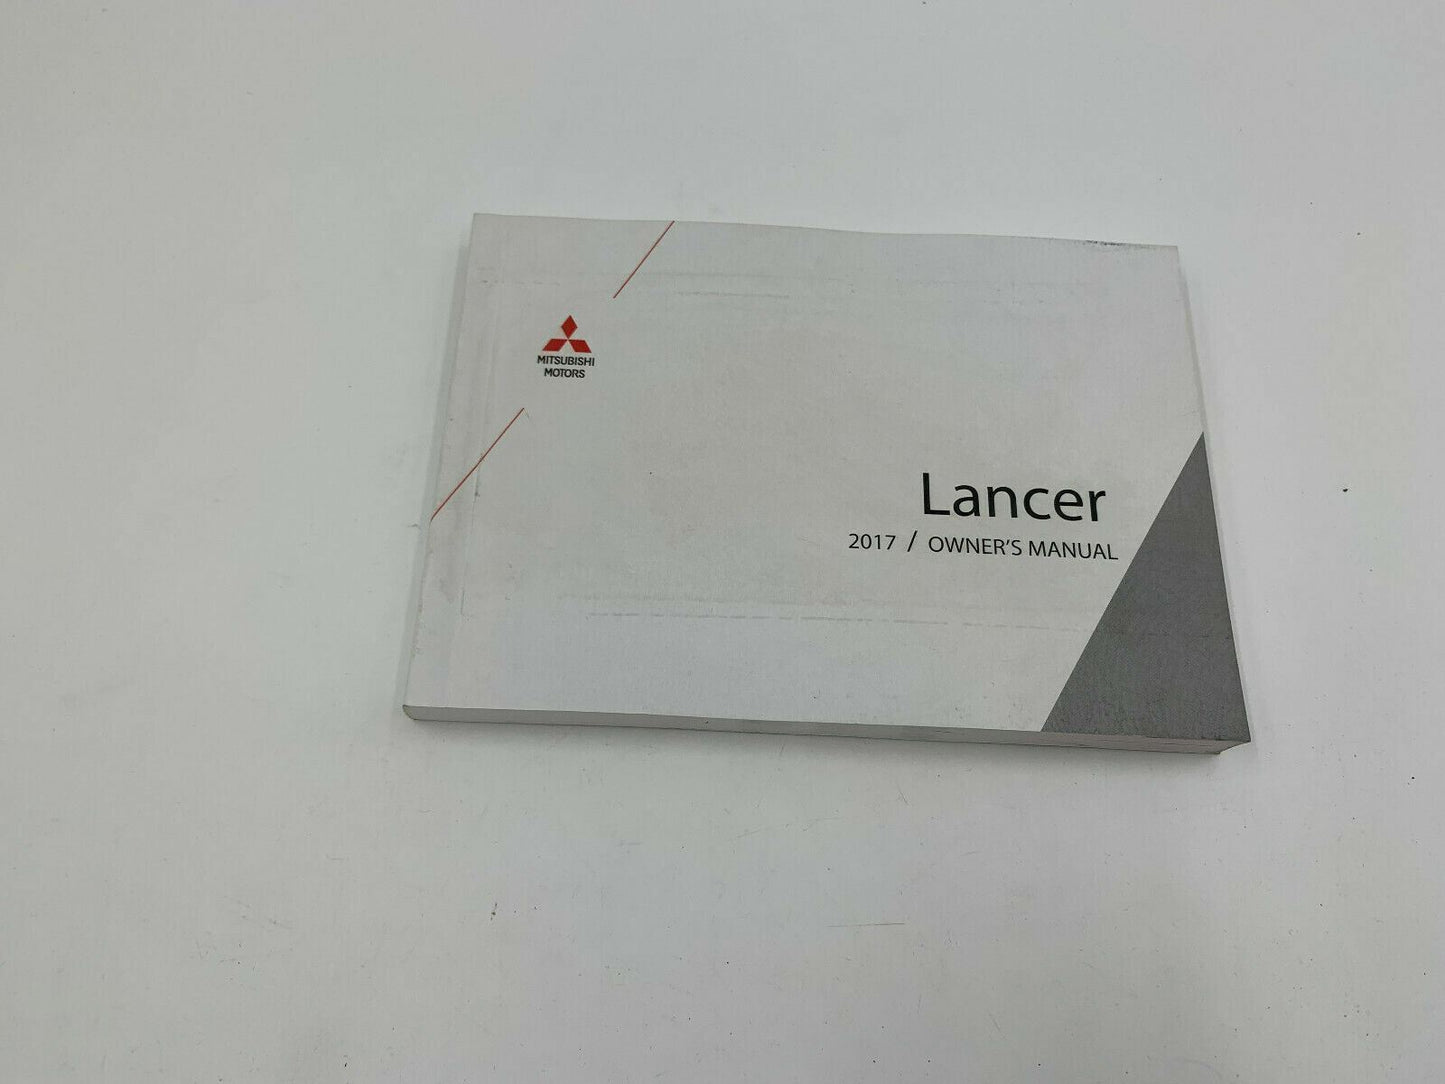 MITSUBISHI
MOTORS
Lancer
2017 / OWNER'S MANUAL